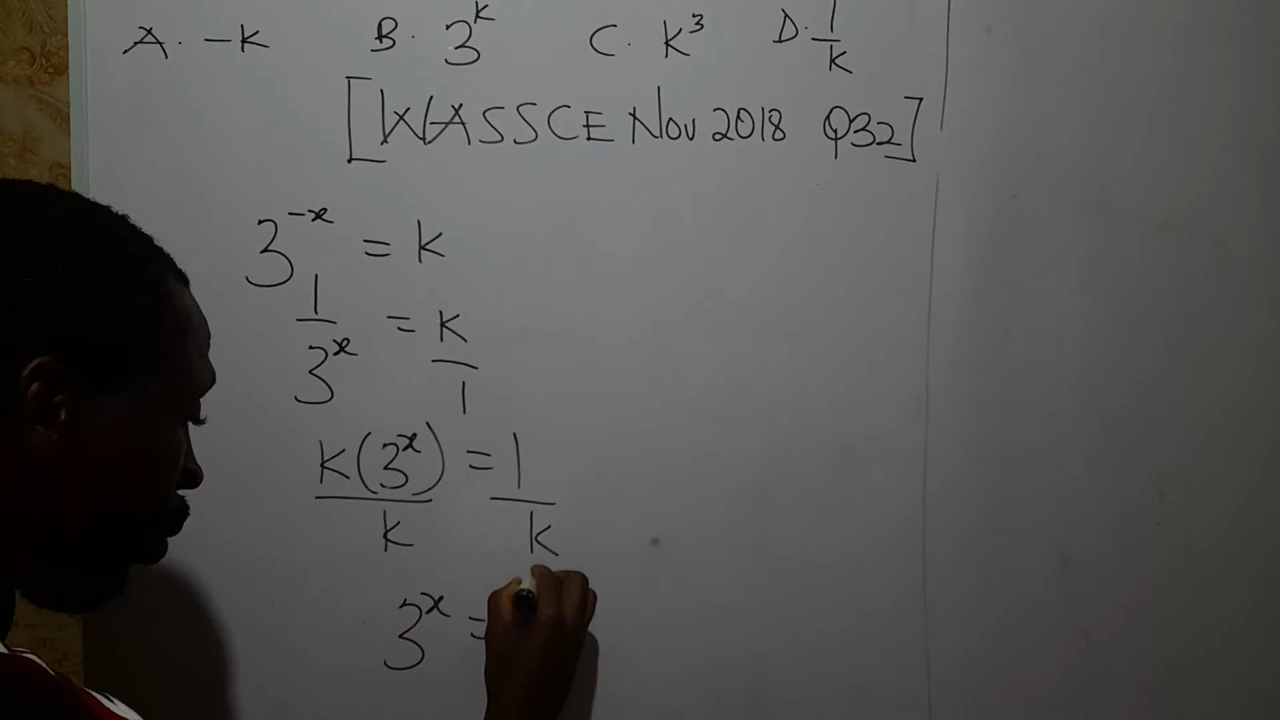 A. -k B. 3^k C. k^3 D. 1/k
[WASSCE Nov 2018 Q32]
3^-x = k
1/3^x = k/1
k(3^x)/k = 1/k
3^x =